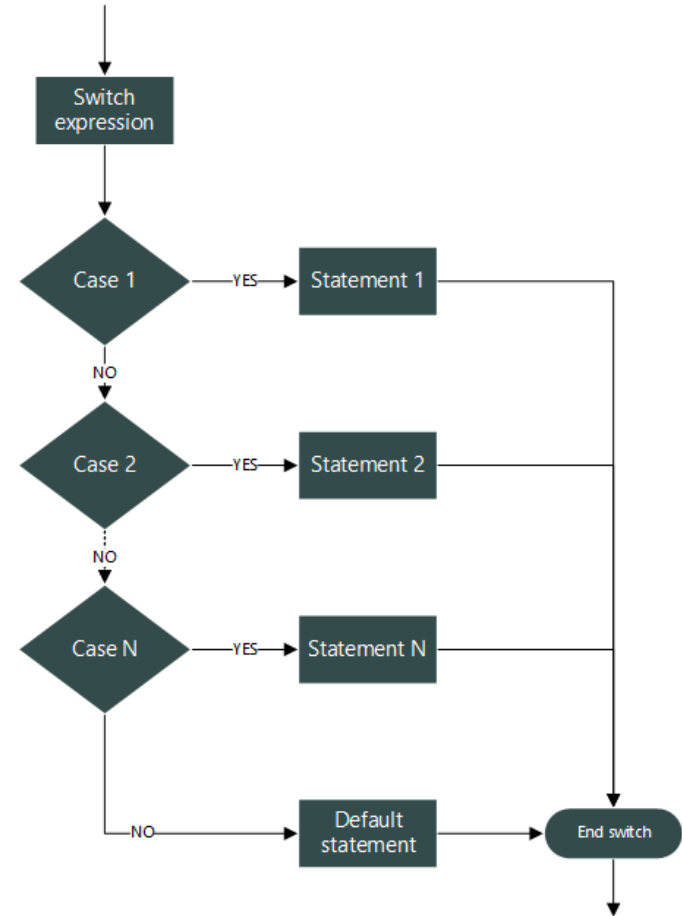 Switch
expression
Case 1
YES
Statement 1
NO
Case 2
YES
Statement 2
NO
Case N
YES
Statement N
NO
Default
statement
End switch